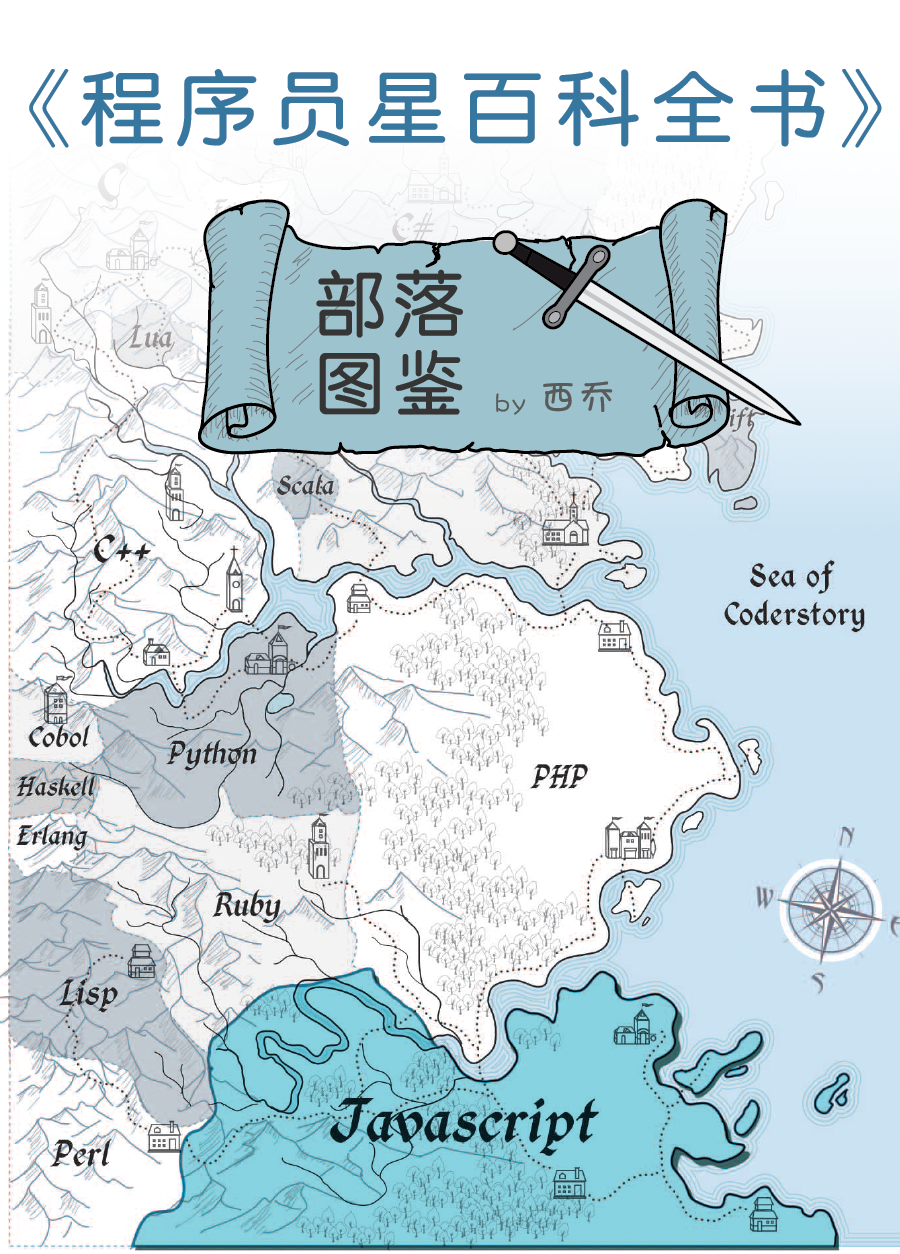 《程序员星百科全书》
C
C#
部落
图鉴
by 西乔
Lua
ift
Scala
C++
Sea of
Coderstory
Cobol
Python
PHP
Haskell
Erlang
N
W
S
Ruby
Lisp
Javascript
Perl